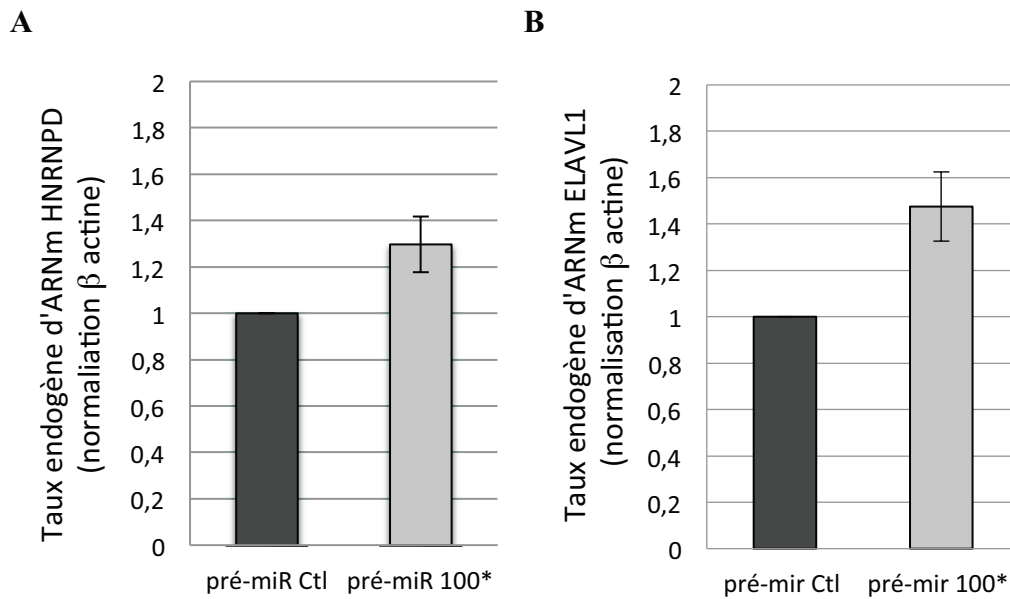 A
Taux endogène d'ARNm HNRNPD
(normaliation β actine)
2
1,8
1,6
1,4
1,2
1
0,8
0,6
0,4
0,2
0
pré-miR Ctl
pré-miR 100*
B
Taux endogène d'ARNm ELAVL1
(normalisation β actine)
2
1,8
1,6
1,4
1,2
1
0,8
0,6
0,4
0,2
0
pré-mir Ctl
pré-mir 100*